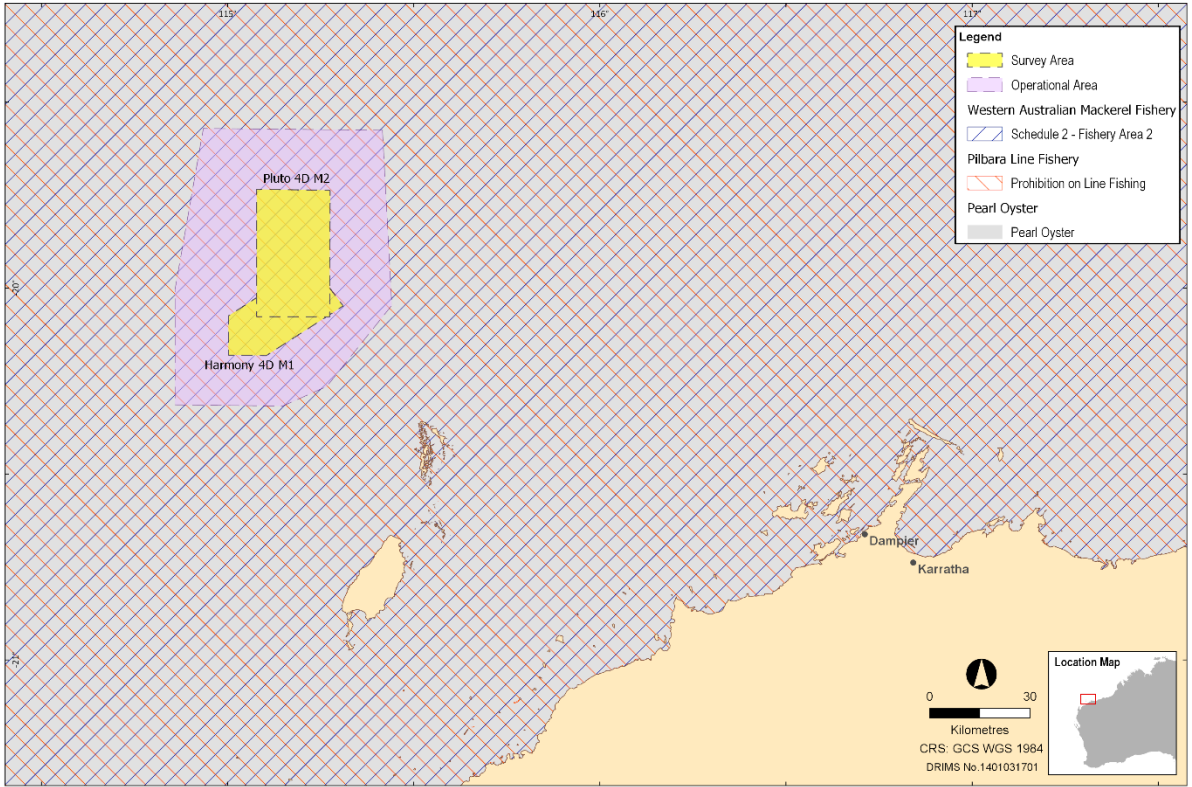 115°
116°
117°
Legend
Survey Area
Operational Area
Western Australian Mackerel Fishery
Schedule 2 - Fishery Area 2
Pilbara Line Fishery
Prohibition on Line Fishing
Pearl Oyster
Pearl Oyster
Pluto 4D M2
-20°
Harmony 4D M1
Dampier
Karratha
-21°
Location Map
0 30
Kilometres
CRS: GCS WGS 1984
DRIMS No.1401031701